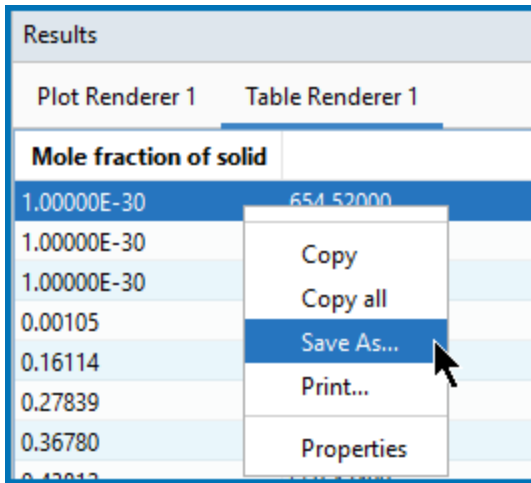 Results
Plot Renderer 1 Table Renderer 1
Mole fraction of solid
1.00000E-30 654.52000
1.00000E-30
1.00000E-30
0.00105
0.16114
0.27839
0.36780
Copy
Copy all
Save As...
Print...
Properties